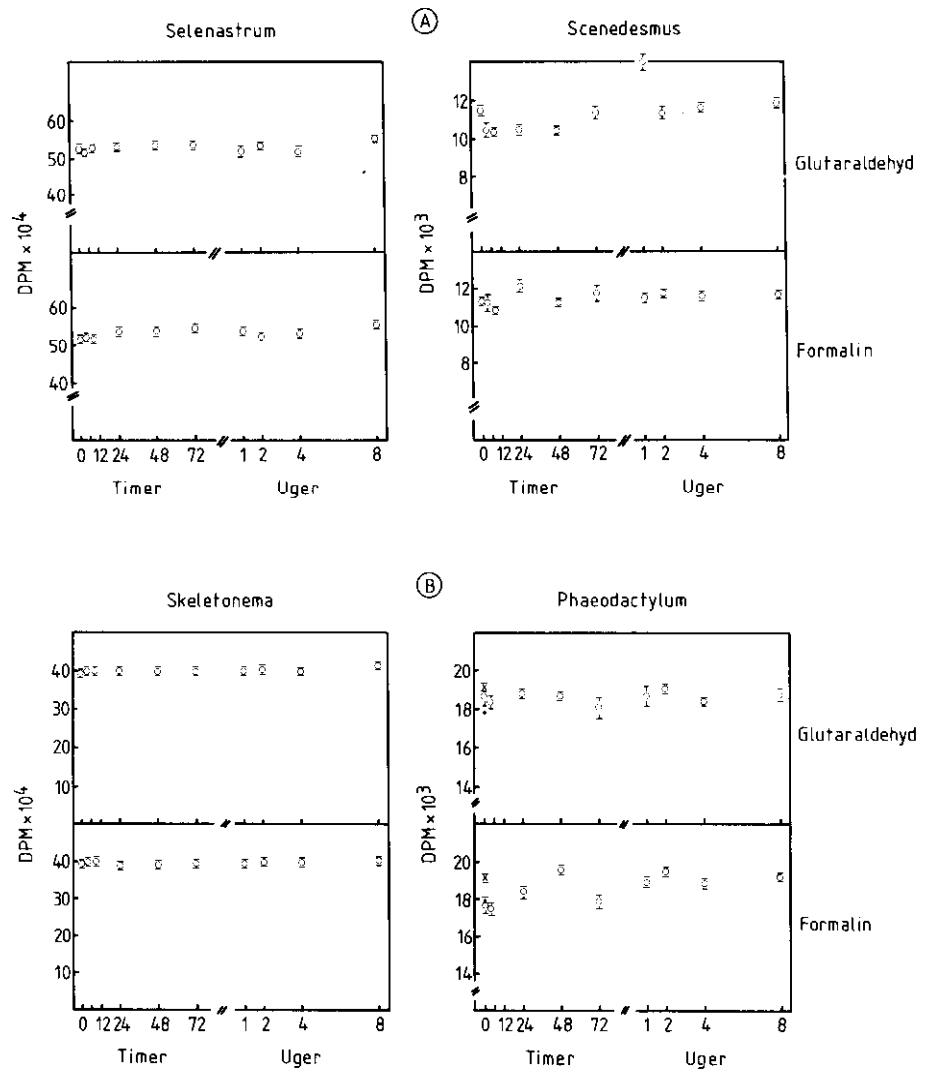 A
Selenastrum
Scenedesmus
DPM × 10⁴
60
50
40
60
50
40
0 12 24 48 72 1 2 4 8
Timer Uger
DPM × 10³
12
10
8
12
10
8
0 12 24 48 72 1 2 4 8
Timer Uger
Glutaraldehyd
Formalin
B
Skeletonema
Phaeodactylum
DPM × 10⁴
40
30
20
10
40
30
20
10
0 12 24 48 72 1 2 4 8
Timer Uger
DPM × 10³
20
18
16
14
20
18
16
14
0 12 24 48 72 1 2 4 8
Timer Uger
Glutaraldehyd
Formalin